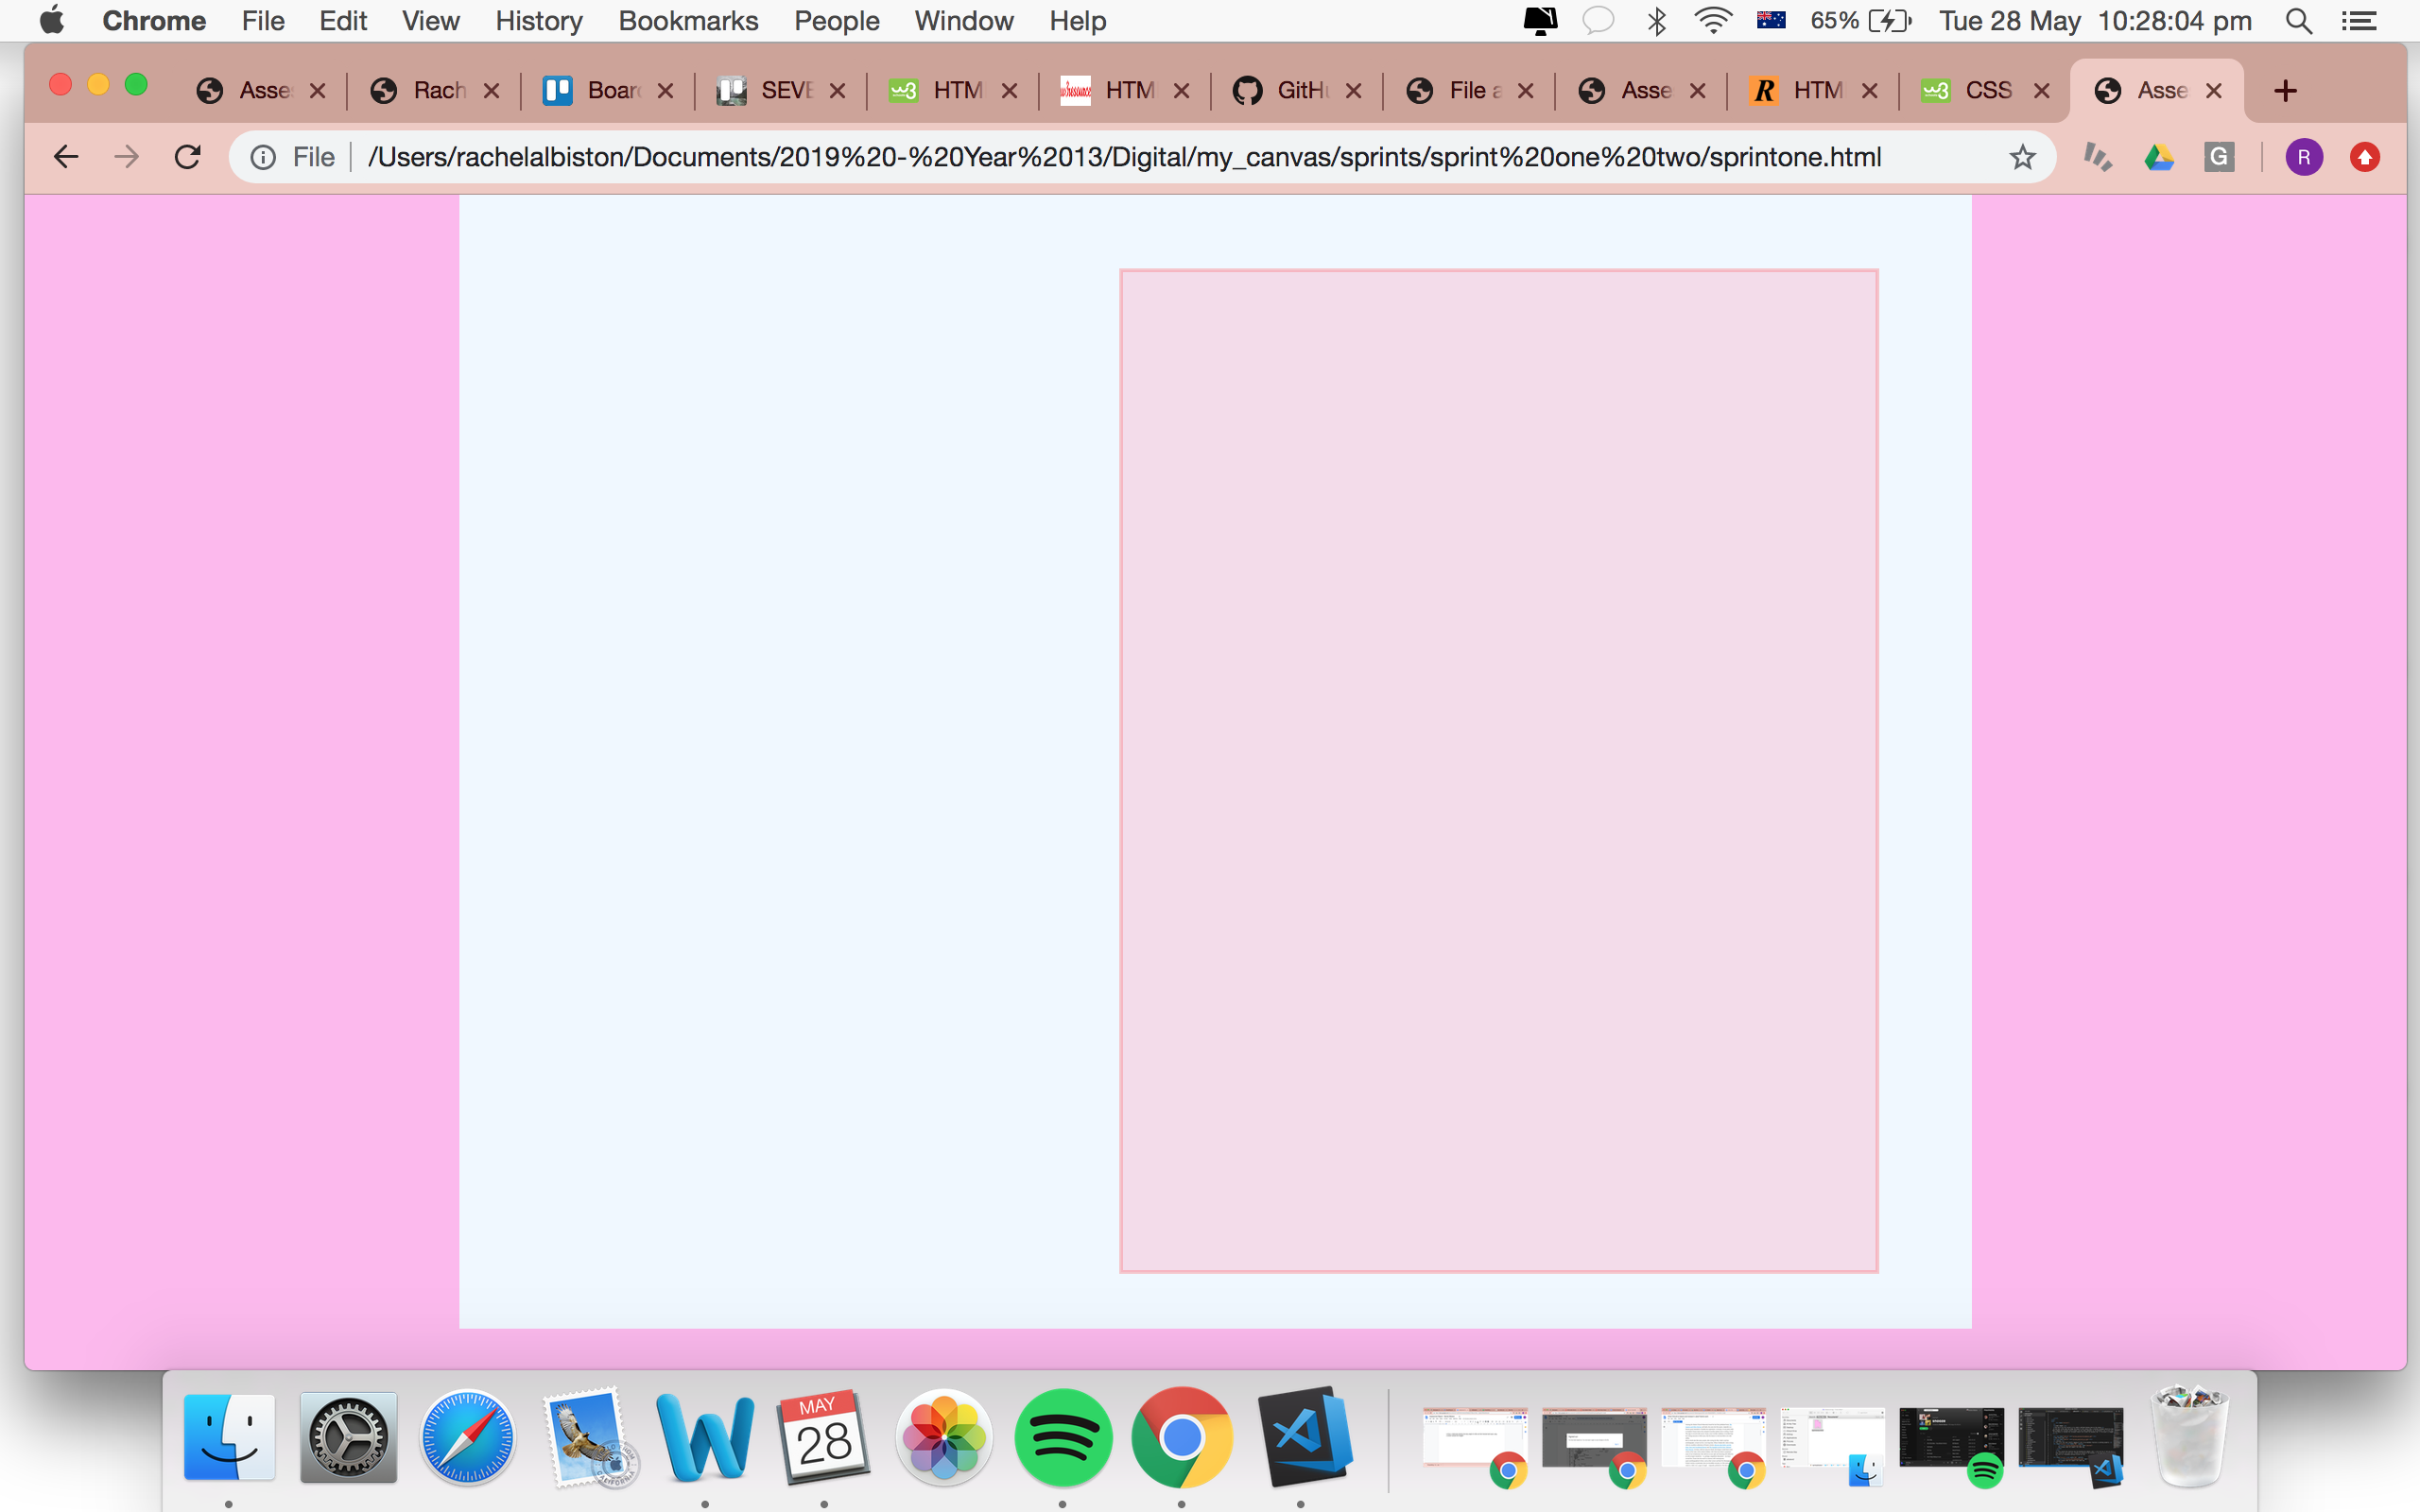 Chrome File Edit View History Bookmarks People Window Help 65% Tue 28 May 10:28:04 pm
Asse Rach Boar SEVE HTM HTM GitHu File a Asse HTM CSS Asse
File /Users/rachelalbiston/Documents/2019%20-%20Year%2013/Digital/my_canvas/sprints/sprint%20one%20two/sprintone.html G R
MAY
28